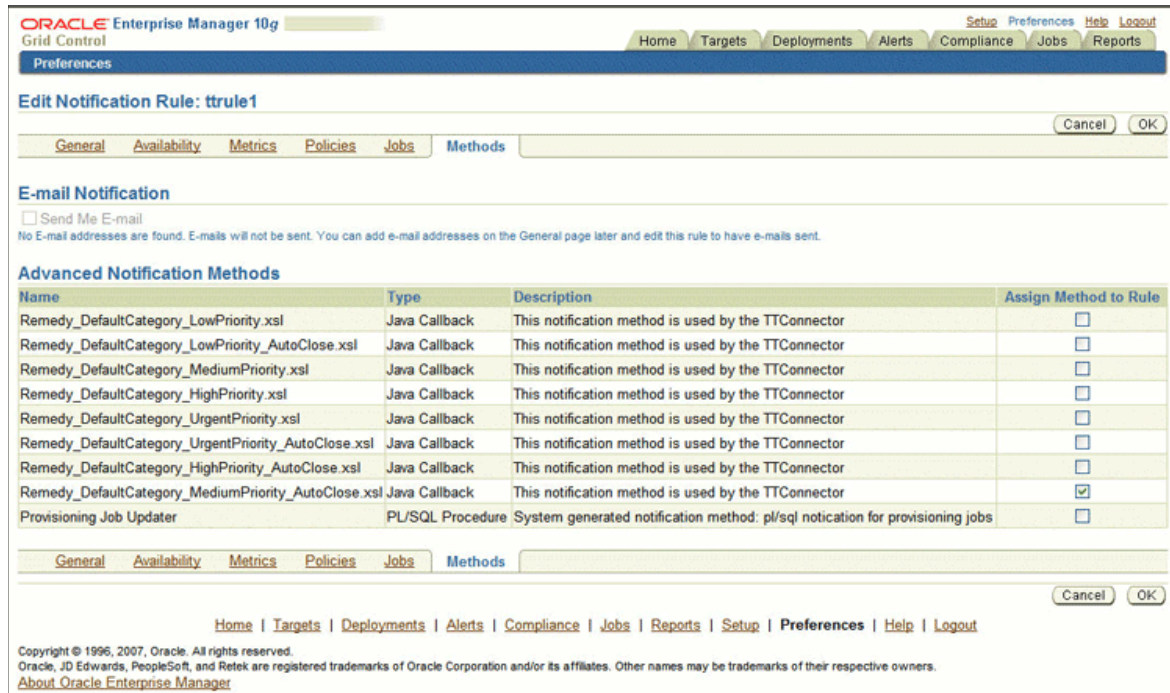 ORACLE Enterprise Manager 10g
Grid Control
Setup Preferences Help Logout
Home Targets Deployments Alerts Compliance Jobs Reports
Preferences
Edit Notification Rule: ttrule1
Cancel OK
General Availability Metrics Policies Jobs Methods
E-mail Notification
Send Me E-mail
No E-mail addresses are found. E-mails will not be sent. You can add e-mail addresses on the General page later and edit this rule to have e-mails sent.
Advanced Notification Methods
Name Type Description Assign Method to Rule
Remedy_DefaultCategory_LowPriority.xsl Java Callback This notification method is used by the TTConnector
Remedy_DefaultCategory_LowPriority_AutoClose.xsl Java Callback This notification method is used by the TTConnector
Remedy_DefaultCategory_MediumPriority.xsl Java Callback This notification method is used by the TTConnector
Remedy_DefaultCategory_HighPriority.xsl Java Callback This notification method is used by the TTConnector
Remedy_DefaultCategory_UrgentPriority.xsl Java Callback This notification method is used by the TTConnector
Remedy_DefaultCategory_UrgentPriority_AutoClose.xsl Java Callback This notification method is used by the TTConnector
Remedy_DefaultCategory_HighPriority_AutoClose.xsl Java Callback This notification method is used by the TTConnector
Remedy_DefaultCategory_MediumPriority_AutoClose.xsl Java Callback This notification method is used by the TTConnector
Provisioning Job Updater PL/SQL Procedure System generated notification method: pl/sql notication for provisioning jobs
General Availability Metrics Policies Jobs Methods
Cancel OK
Home | Targets | Deployments | Alerts | Compliance | Jobs | Reports | Setup | Preferences | Help | Logout
Copyright © 1996, 2007, Oracle. All rights reserved.
Oracle, JD Edwards, PeopleSoft, and Retek are registered trademarks of Oracle Corporation and/or its affiliates. Other names may be trademarks of their respective owners.
About Oracle Enterprise Manager